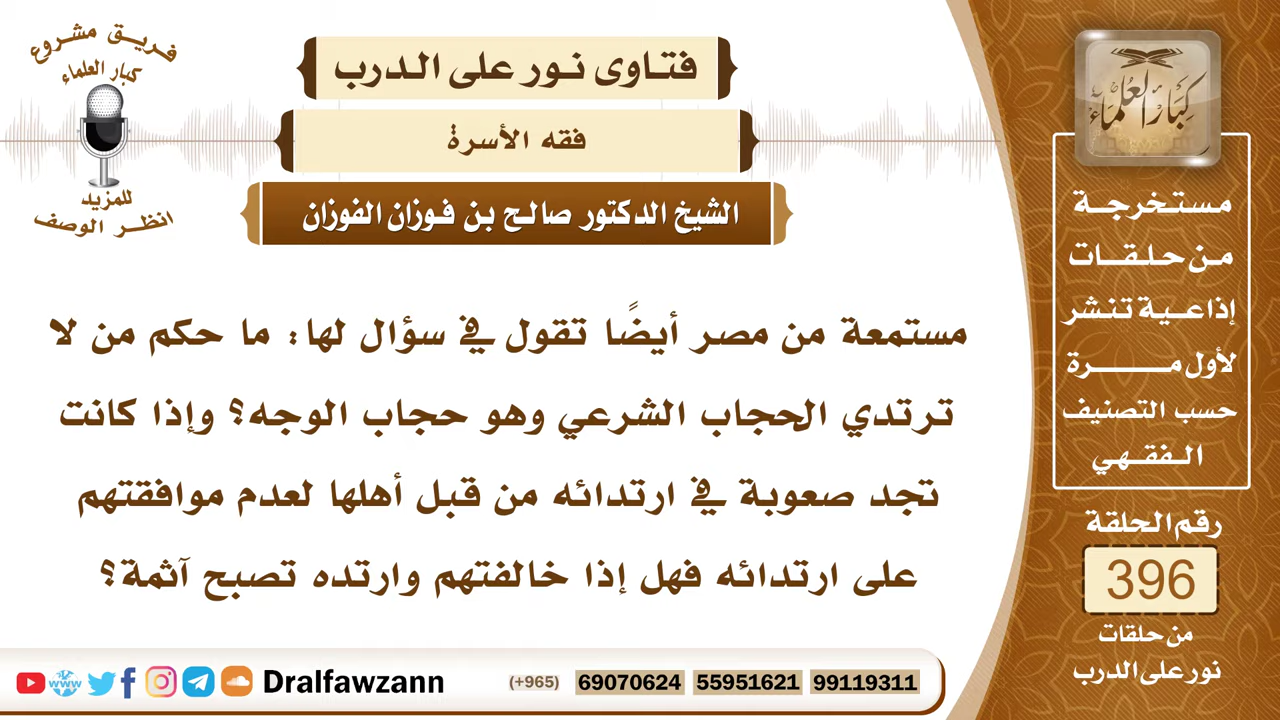 فريق مشروع
كبار العلماء
للمزيد
انظر الوصف
فتاوى نور على الدرب
فقه الأسرة
الشيخ الدكتور صالح بن فوزان الفوزان
مستمعة من مصر أيضًا تقول في سؤال لها: ما حكم من لا
ترتدي الحجاب الشرعي وهو حجاب الوجه؟ وإذا كانت
تجد صعوبة في ارتدائه من قبل أهلها لعدم موافقتهم
على ارتدائه فهل إذا خالفتهم وارتده تصبح آثمة؟
كبار العلماء
مستخرجة
من حلقات
إذاعية تنشر
لأول مرة
حسب التصنيف
الفقهي
رقم الحلقة
396
من حلقات
نور على الدرب
www
Dralfawzann (+965) 69070624 55951621 99119311